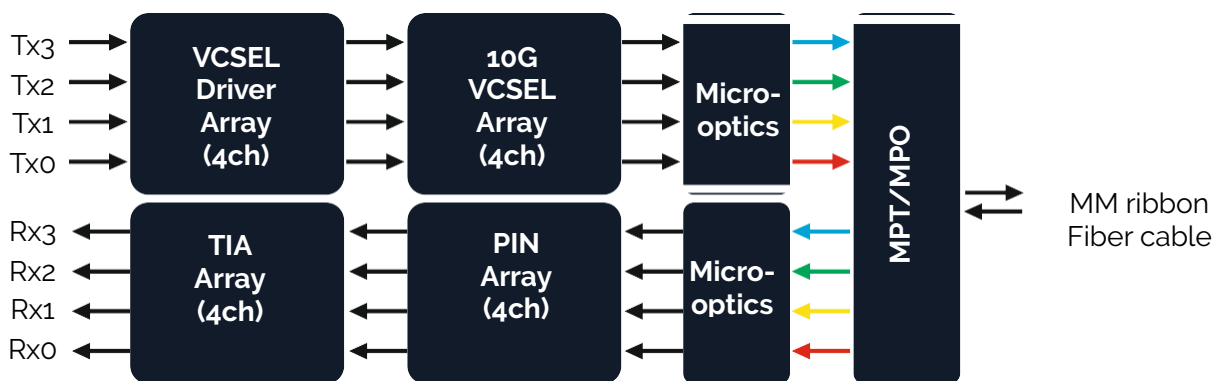 Tx3
Tx2
Tx1
Tx0
VCSEL
Driver
Array
(4ch)
10G
VCSEL
Array
(4ch)
Micro-
optics
MPT/MPO
MM ribbon
Fiber cable
Rx3
Rx2
Rx1
Rx0
TIA
Array
(4ch)
PIN
Array
(4ch)
Micro-
optics